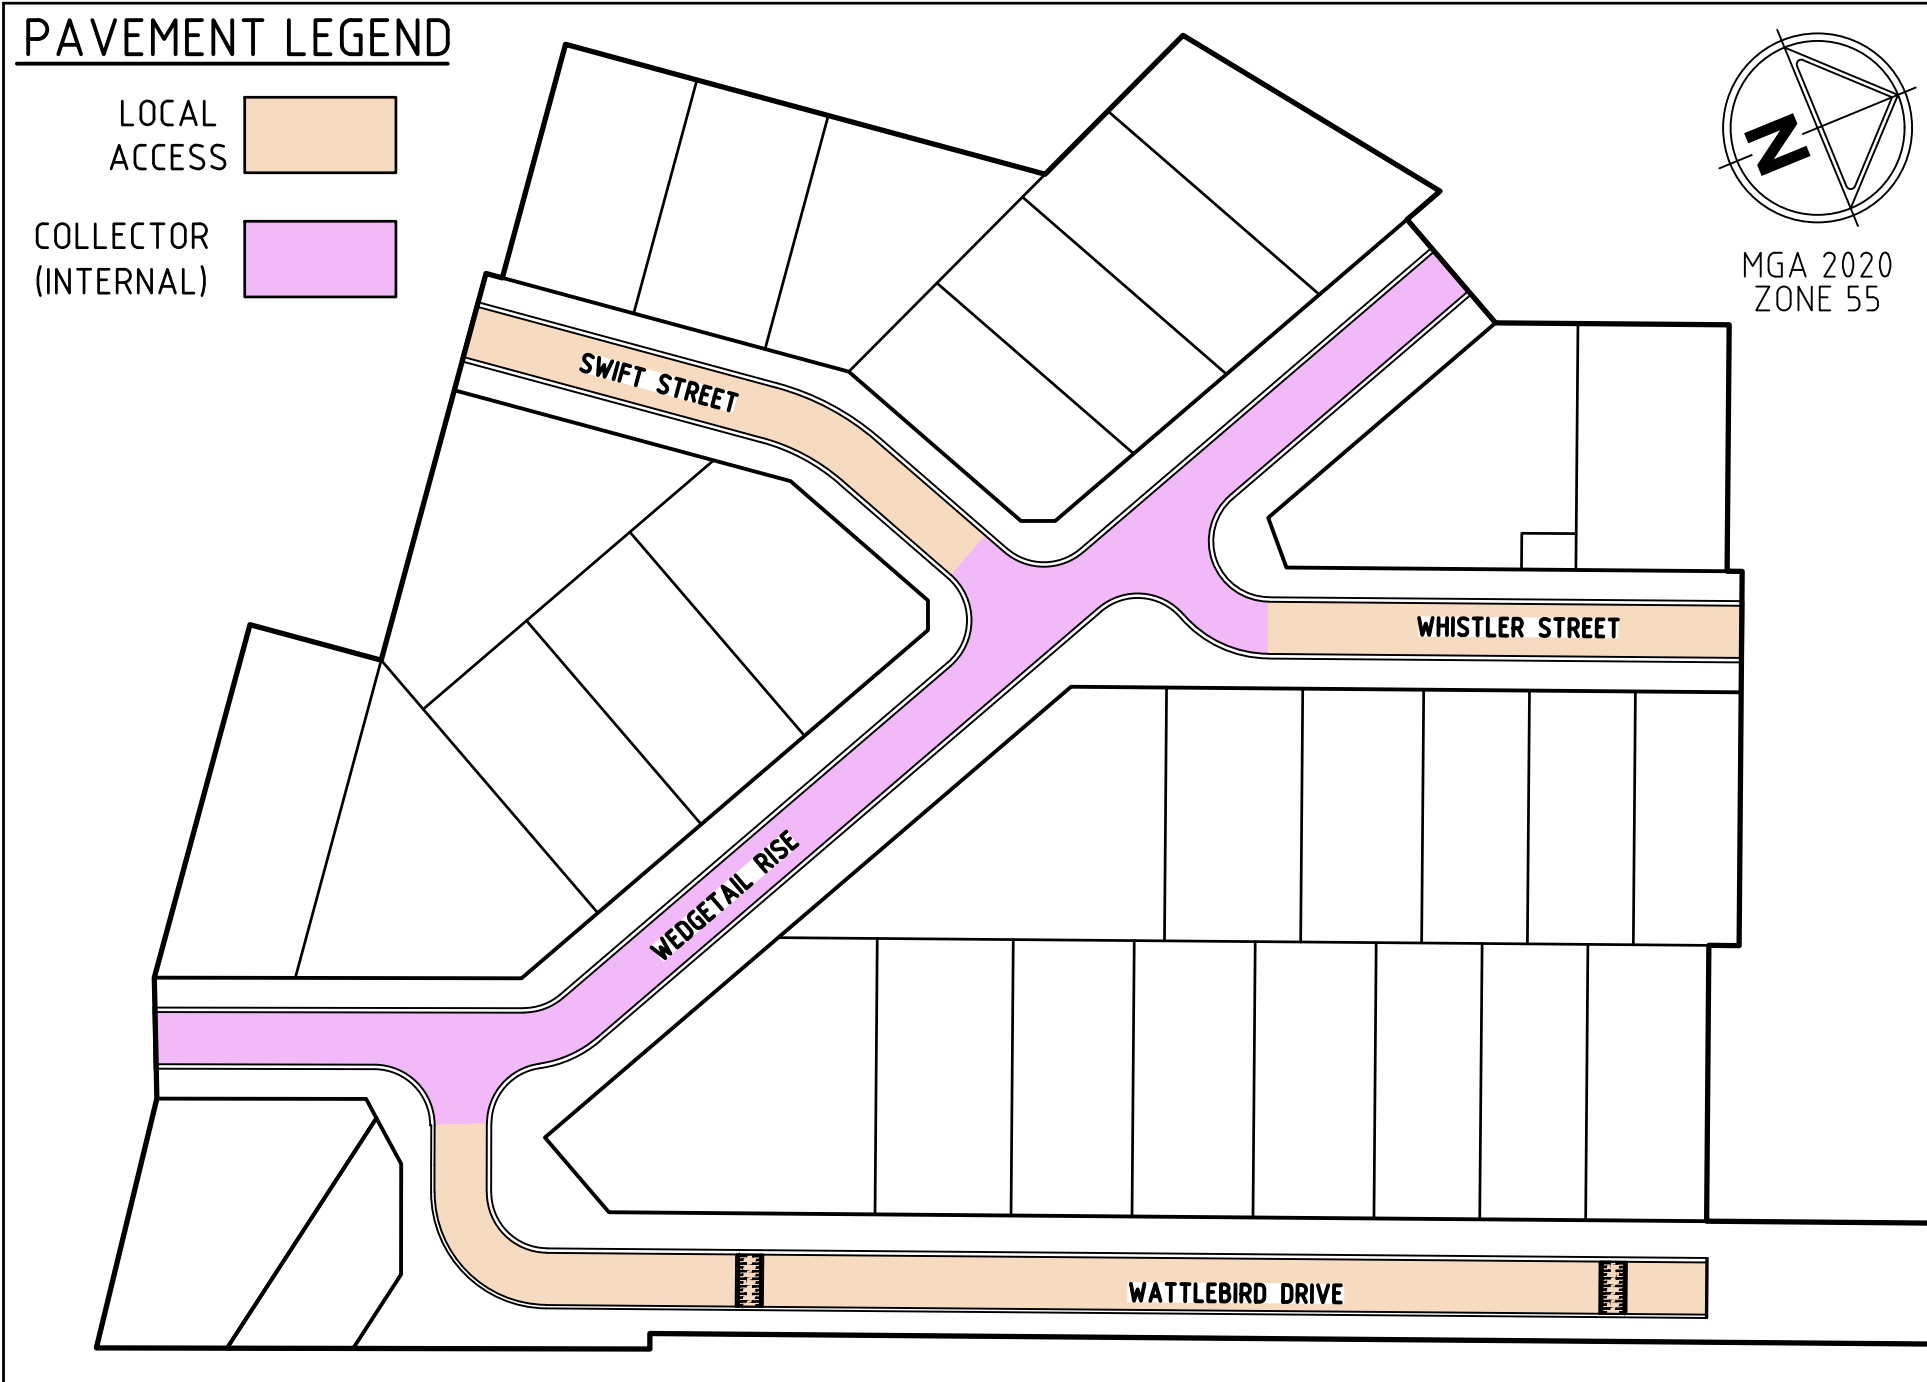 PAVEMENT LEGEND
LOCAL
ACCESS
COLLECTOR
(INTERNAL)
N
MGA 2020
ZONE 55
SWIFT STREET
WHISTLER STREET
WEDGETAIL RISE
WATTLEBIRD DRIVE